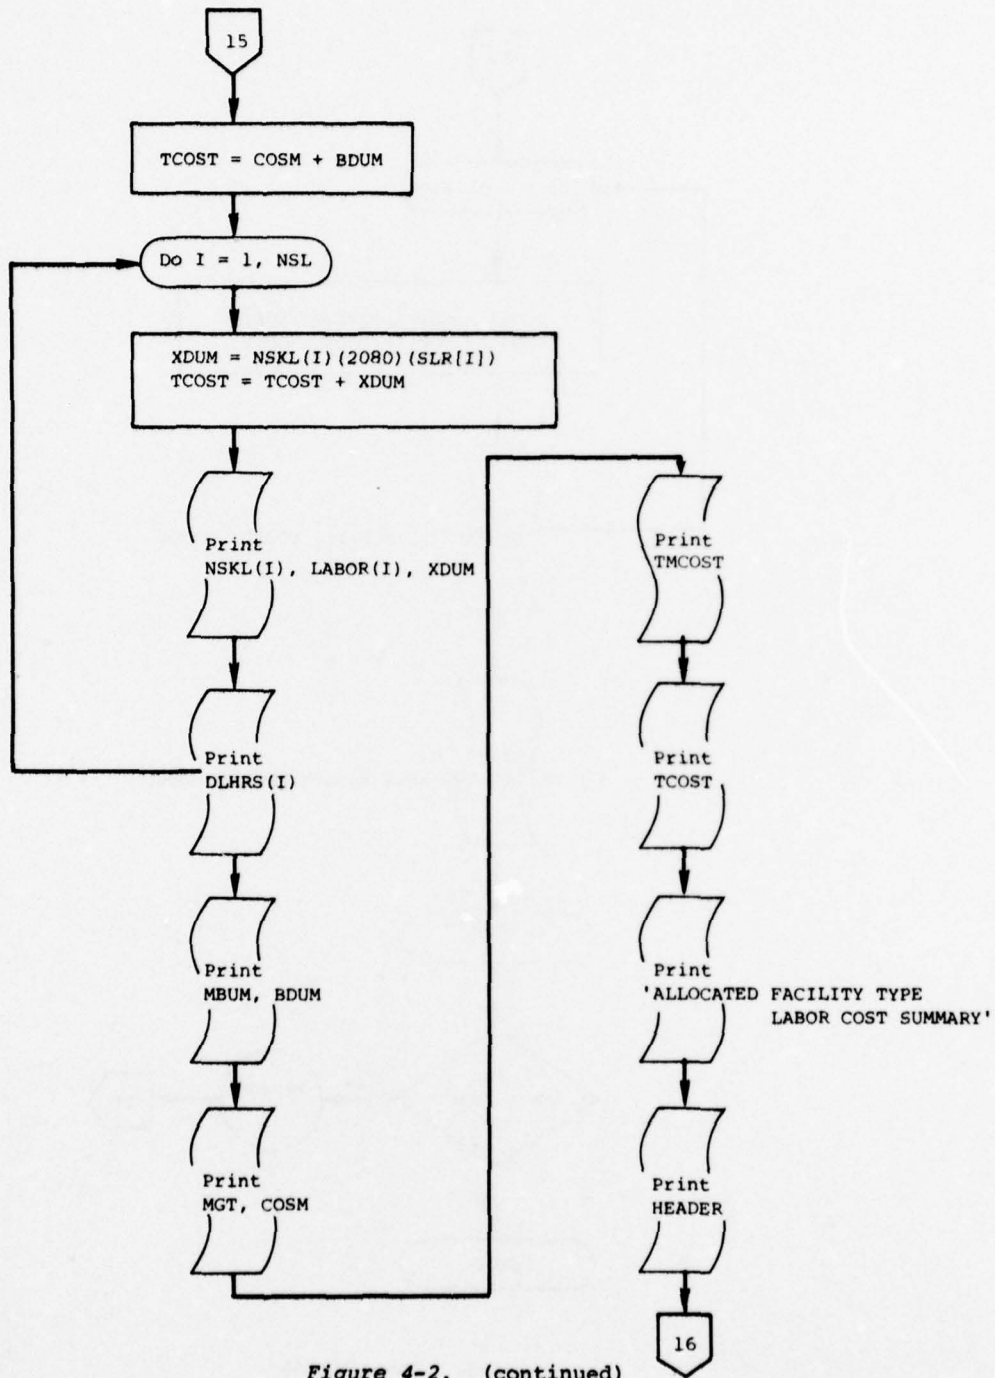 15
TCOST = COSM + BDUM
Do I = 1, NSL
XDUM = NSKL(I)(2080)(SLR[I])
TCOST = TCOST + XDUM
Print
NSKL(I), LABOR(I), XDUM
Print
DLHRS(I)
Print
MBUM, BDUM
Print
MGT, COSM
Print
TMCOST
Print
TCOST
Print
'ALLOCATED FACILITY TYPE
LABOR COST SUMMARY'
Print
HEADER
16
Figure 4-2. (continued)